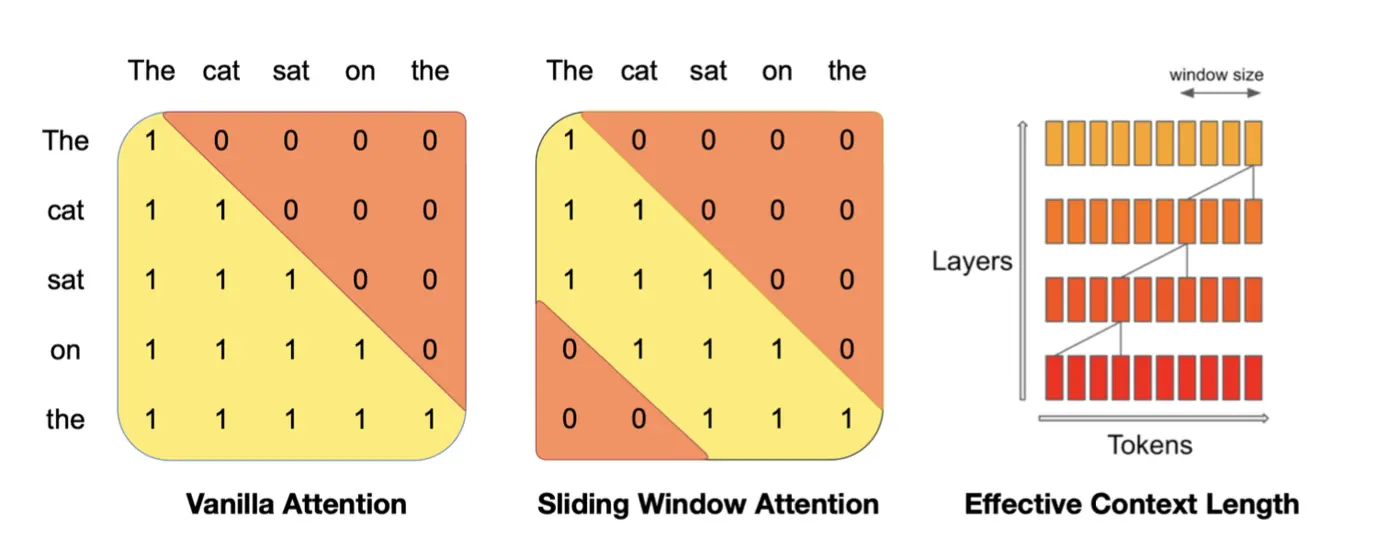 The cat sat on the
The 1 0 0 0 0
cat 1 1 0 0 0
sat 1 1 1 0 0
on 1 1 1 1 0
the 1 1 1 1 1
Vanilla Attention
The cat sat on the
1 0 0 0 0
1 1 0 0 0
1 1 1 0 0
0 1 1 1 0
0 0 1 1 1
Sliding Window Attention
window size
Layers
Tokens
Effective Context Length